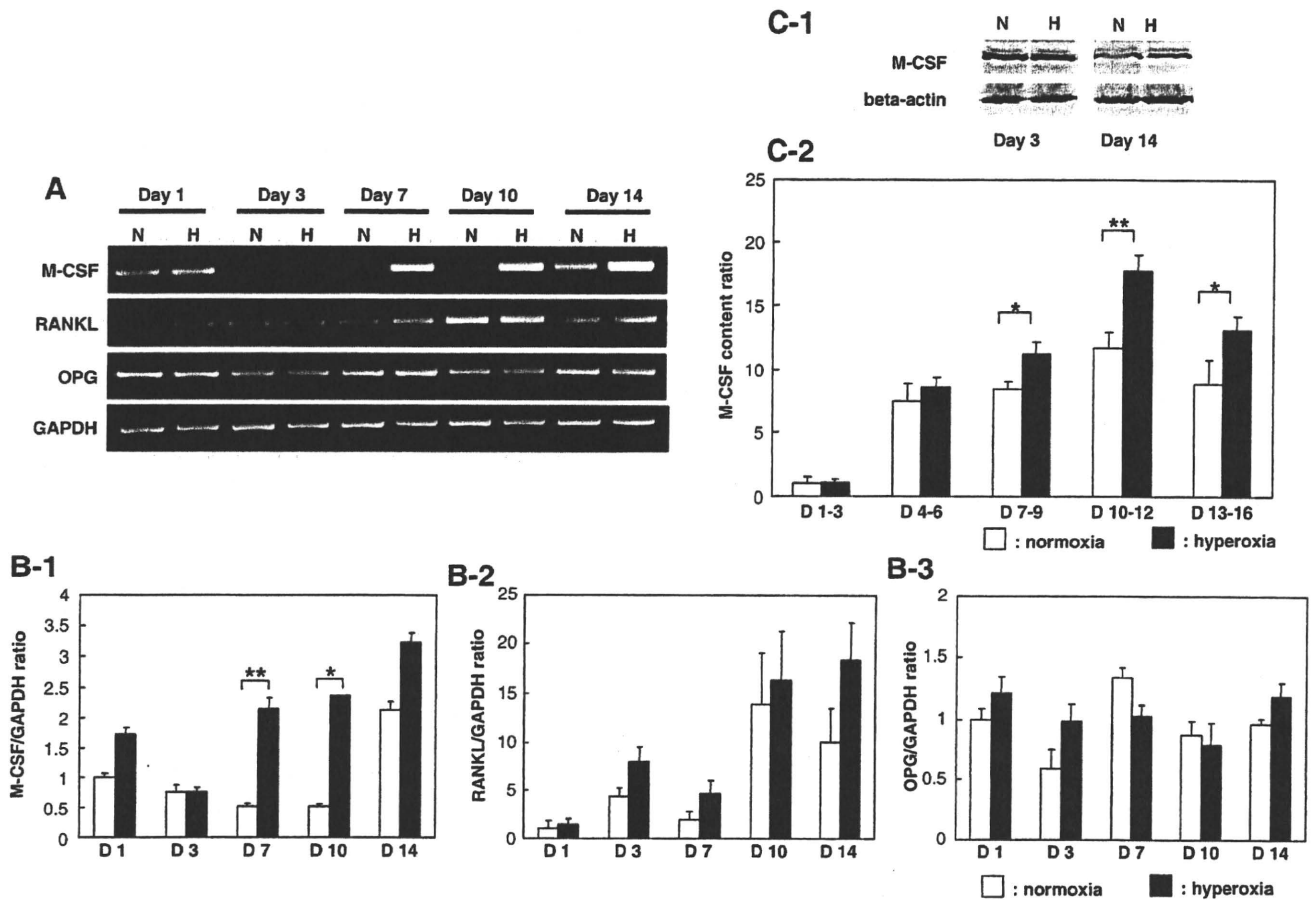 C-1
N H N H
M-CSF
beta-actin
Day 3 Day 14
C-2
M-CSF content ratio
25
20
15
10
5
0
*
**
*
D 1-3 D 4-6 D 7-9 D 10-12 D 13-16
: normoxia : hyperoxia
A
Day 1 Day 3 Day 7 Day 10 Day 14
N H N H N H N H N H
M-CSF
RANKL
OPG
GAPDH
B-1
M-CSF/GAPDH ratio
4
3.5
3
2.5
2
1.5
1
0.5
0
**
*
D 1 D 3 D 7 D 10 D 14
B-2
RANKL/GAPDH ratio
25
20
15
10
5
0
D 1 D 3 D 7 D 10 D 14
B-3
OPG/GAPDH ratio
2
1.5
1
0.5
0
D 1 D 3 D 7 D 10 D 14
: normoxia : hyperoxia